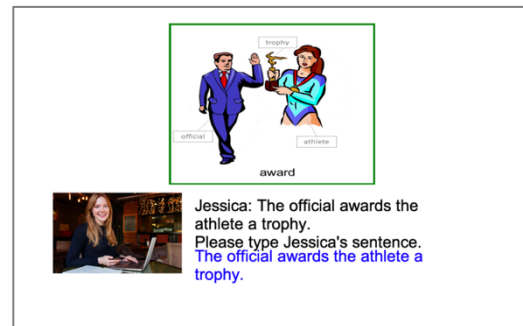 trophy
official
athlete
award
Jessica: The official awards the
athlete a trophy.
Please type Jessica's sentence.
The official awards the athlete a
trophy.